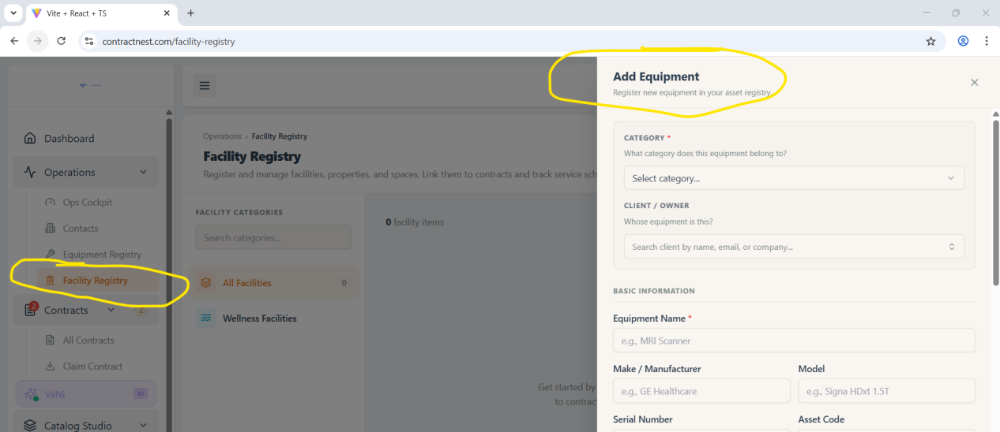 Vite + React + TS
contractnest.com/facility-registry
Dashboard
Operations
Ops Cockpit
Contacts
Equipment Registry
Facility Registry
2
Contracts
2
All Contracts
Claim Contract
VaNi
AI
Catalog Studio
Operations › Facility Registry
Facility Registry
Register and manage facilities, properties, and spaces. Link them to contracts and track service sch
FACILITY CATEGORIES
Search categories...
All Facilities
0
Wellness Facilities
0 facility items
Get started by
to contrac
Add Equipment
Register new equipment in your asset registry.
CATEGORY *
What category does this equipment belong to?
Select category...
CLIENT / OWNER
Whose equipment is this?
Search client by name, email, or company...
BASIC INFORMATION
Equipment Name *
e.g., MRI Scanner
Make / Manufacturer
Model
e.g., GE Healthcare
e.g., Signa HDxt 1.5T
Serial Number
Asset Code